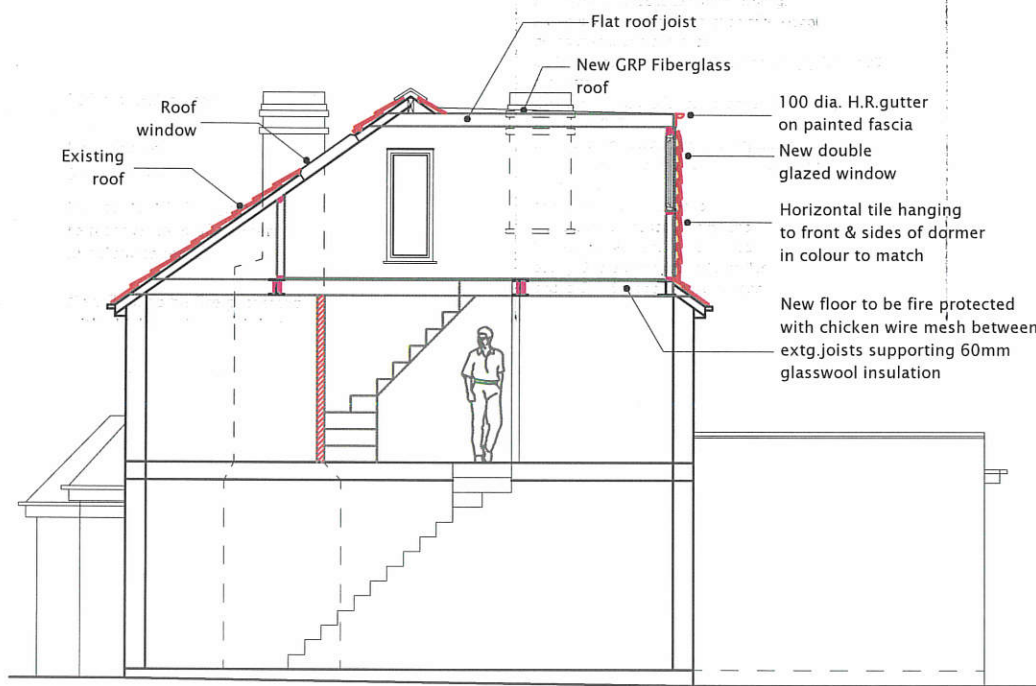 Flat roof joist
New GRP Fiberglass
roof
Roof
window
Existing
roof
100 dia. H.R.gutter
on painted fascia
New double
glazed window
Horizontal tile hanging
to front & sides of dormer
in colour to match
New floor to be fire protected
with chicken wire mesh between
extg.joists supporting 60mm
glasswool insulation